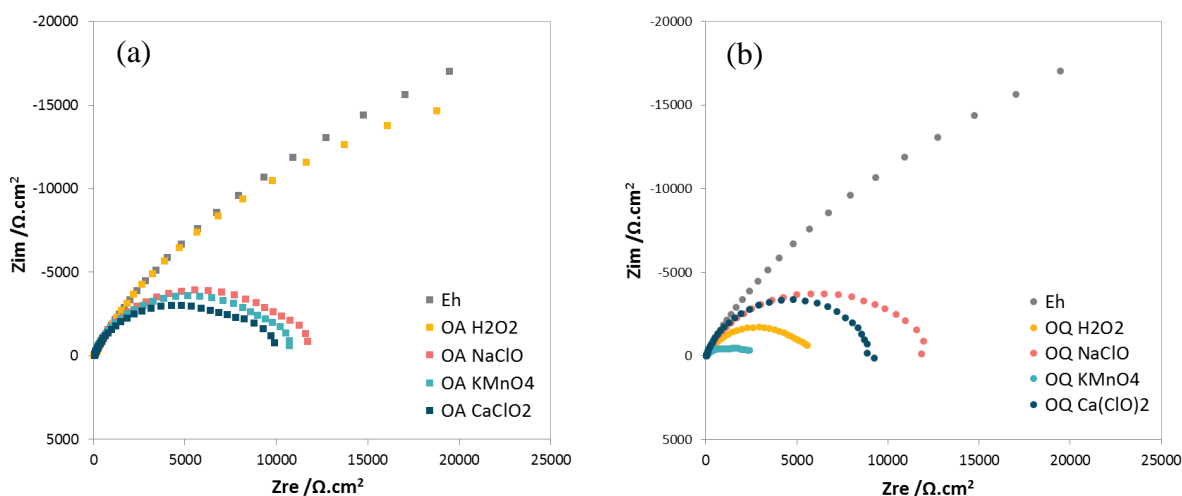 (a)
-20000
-15000
-10000
-5000
0
5000
Zim /Ω.cm²
0 5000 10000 15000 20000 25000
Zre /Ω.cm²
Eh
OA H2O2
OA NaClO
OA KMnO4
OA CaClO2
(b)
-20000
-15000
-10000
-5000
0
5000
Zim /Ω.cm²
0 5000 10000 15000 20000 25000
Zre /Ω.cm²
Eh
OQ H2O2
OQ NaClO
OQ KMnO4
OQ Ca(ClO)2